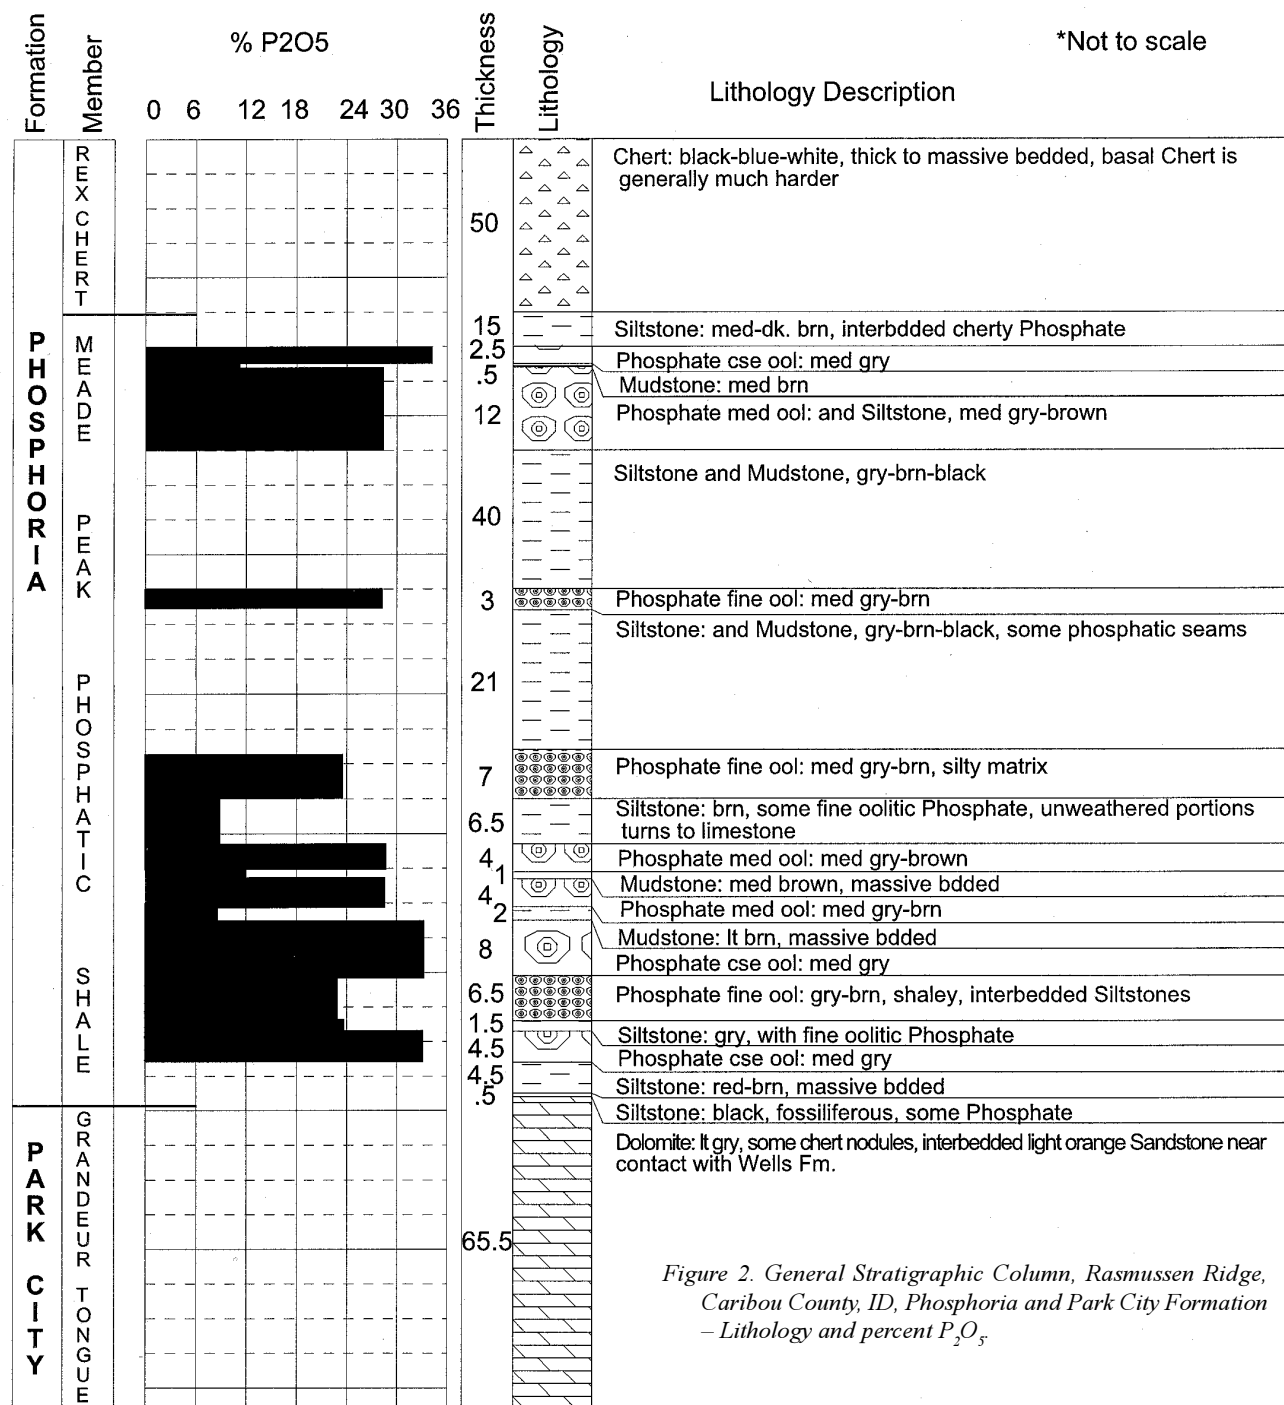 Formation
Member
% P2O5
Thickness
Lithology
*Not to scale
Lithology Description
0 6 12 18 24 30 36
PHOSPHORIA
REX CHERT
MEADE PEAK PHOSPHATIC SHALE
PARK CITY
GRANDEUR TONGUE
50
Chert: black-blue-white, thick to massive bedded, basal Chert is
generally much harder
15
Siltstone: med-dk. brn, interbdded cherty Phosphate
2.5
Phosphate cse ool: med gry
.5
Mudstone: med brn
12
Phosphate med ool: and Siltstone, med gry-brown
40
Siltstone and Mudstone, gry-brn-black
3
Phosphate fine ool: med gry-brn
21
Siltstone: and Mudstone, gry-brn-black, some phosphatic seams
7
Phosphate fine ool: med gry-brn, silty matrix
6.5
Siltstone: brn, some fine oolitic Phosphate, unweathered portions
turns to limestone
4
Phosphate med ool: med gry-brown
1
Mudstone: med brown, massive bdded
4
Phosphate med ool: med gry-brn
2
Mudstone: lt brn, massive bdded
8
Phosphate cse ool: med gry
6.5
Phosphate fine ool: gry-brn, shaley, interbedded Siltstones
1.5
Siltstone: gry, with fine oolitic Phosphate
4.5
Phosphate cse ool: med gry
4.5
Siltstone: red-brn, massive bdded
.5
Siltstone: black, fossiliferous, some Phosphate
65.5
Dolomite: lt gry, some chert nodules, interbedded light orange Sandstone near
contact with Wells Fm.
Figure 2. General Stratigraphic Column, Rasmussen Ridge,
Caribou County, ID, Phosphoria and Park City Formation
– Lithology and percent P2O5.